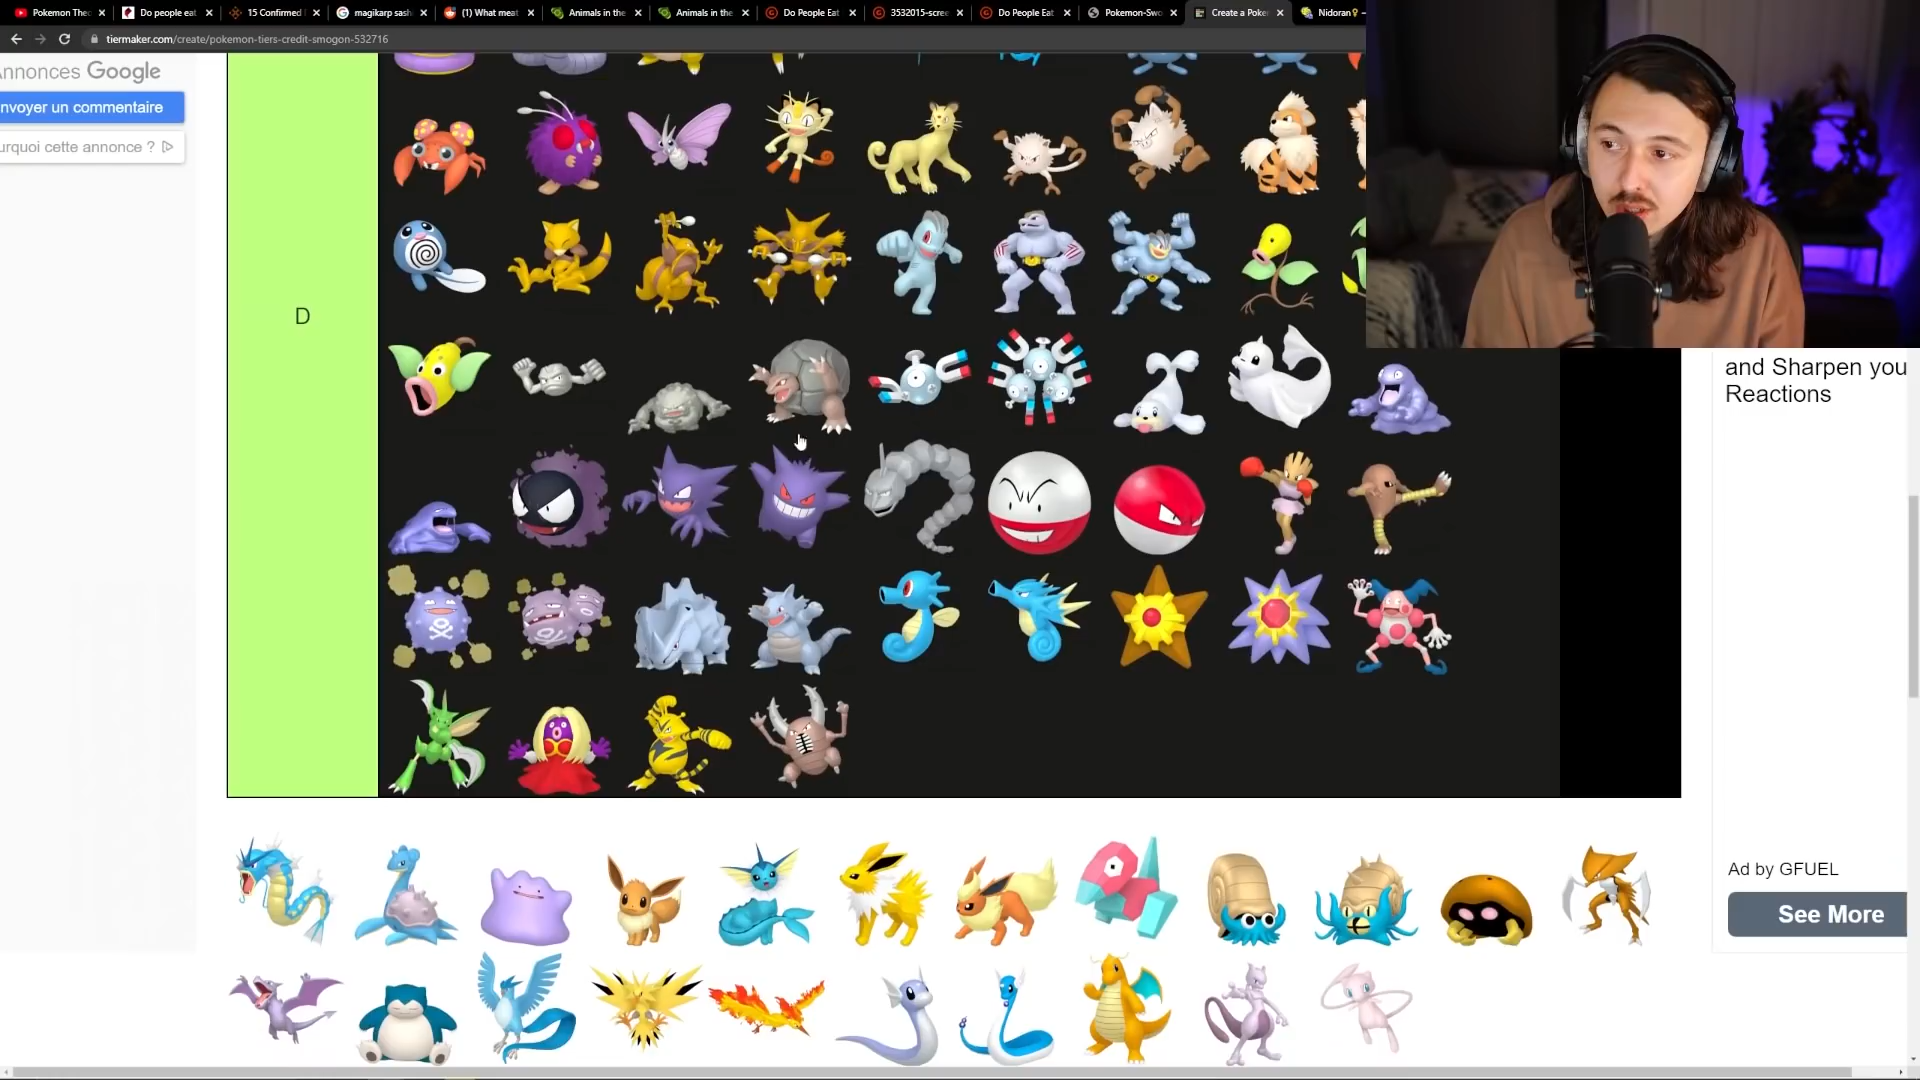 Pokemon Theo
Do people eat
15 Confirmed
magikarp sash
(1) What meat
Animals in the
Animals in the
Do People Eat
3532015-scree
Do People Eat
Pokemon-Swo
Create a Poke
Nidoran♀
tiermaker.com/create/pokemon-tiers-credit-smogon-532716
Annonces Google
nvoyer un commentaire
urquoi cette annonce ?
D
and Sharpen you
Reactions
Ad by GFUEL
See More